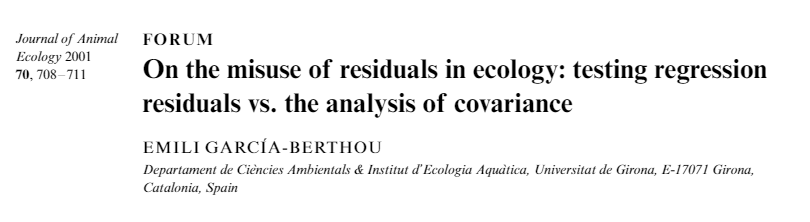 Journal of Animal
Ecology 2001
70, 708–711
FORUM
On the misuse of residuals in ecology: testing regression
residuals vs. the analysis of covariance
EMILI GARCÍA-BERTHOU
Departament de Ciències Ambientals & Institut d'Ecologia Aquàtica, Universitat de Girona, E-17071 Girona,
Catalonia, Spain